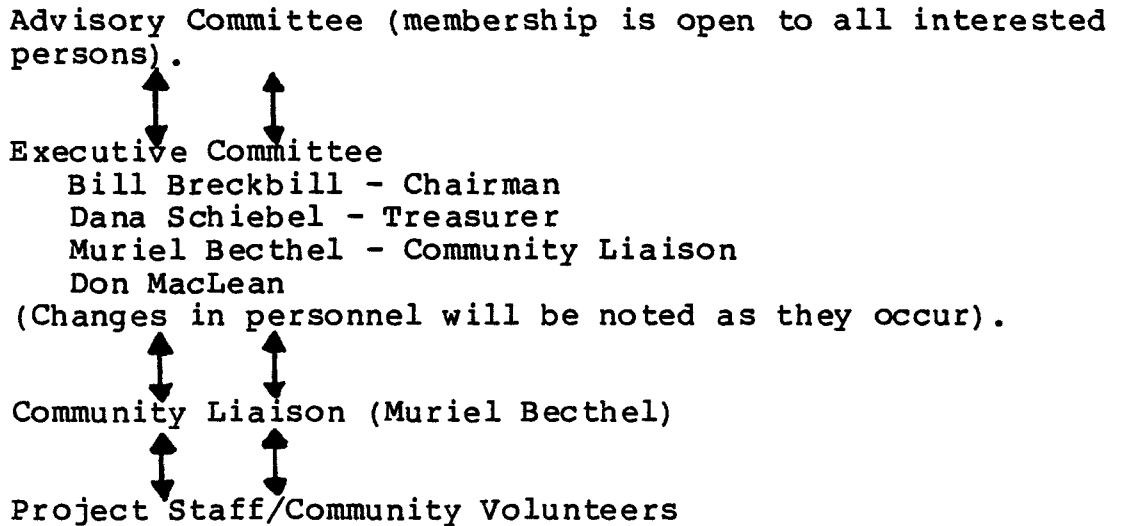 Advisory Committee (membership is open to all interested
persons).
Executive Committee
Bill Breckbill - Chairman
Dana Schiebel - Treasurer
Muriel Becthel - Community Liaison
Don MacLean
(Changes in personnel will be noted as they occur).
Community Liaison (Muriel Becthel)
Project Staff/Community Volunteers